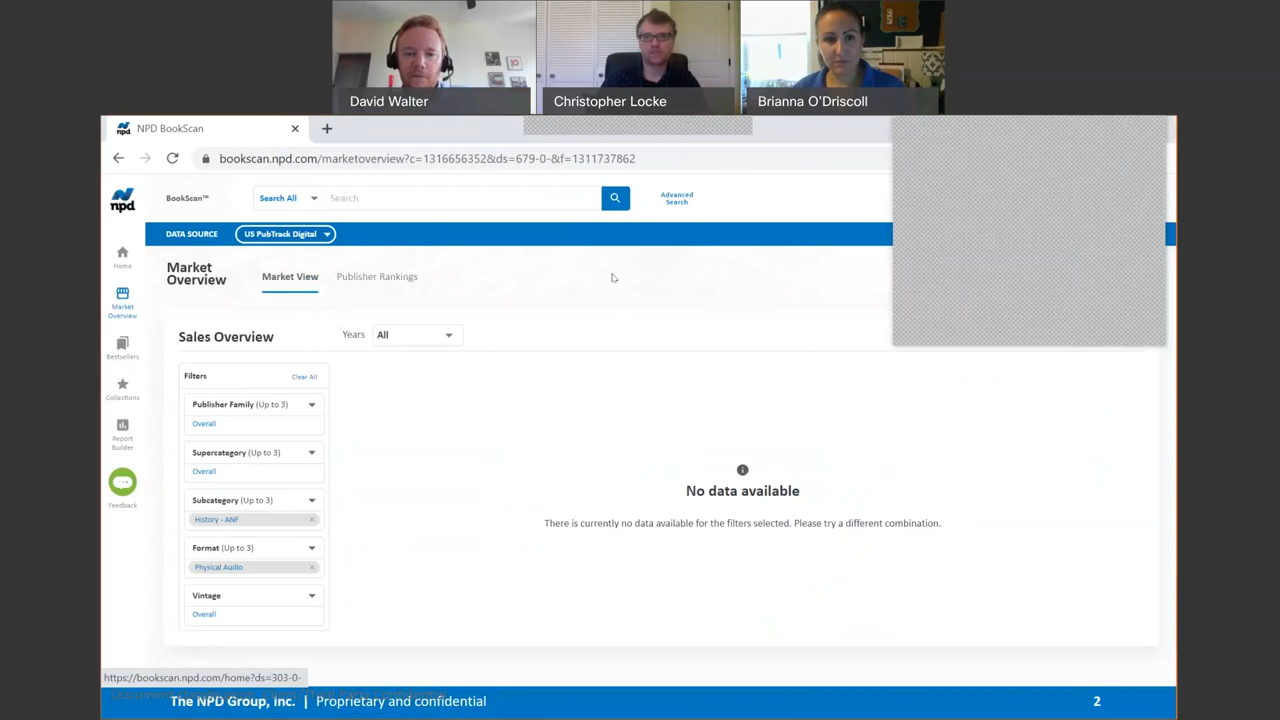 David Walter
Christopher Locke
Brianna O'Driscoll
NPD BookScan
bookscan.npd.com/marketoverview?c=1316656352&ds=679-0-&f=1311737862
npd
BookScan™
Search All
Search
Advanced
Search
DATA SOURCE
US PubTrack Digital
Home
Market
Overview
Bestsellers
Collections
Report
Builder
Feedback
Market
Overview
Market View
Publisher Rankings
Sales Overview
Years
All
Filters
Clear All
Publisher Family (Up to 3)
Overall
Supercategory (Up to 3)
Overall
Subcategory (Up to 3)
History - ANF
Format (Up to 3)
Physical Audio
Vintage
Overall
No data available
There is currently no data available for the filters selected. Please try a different combination.
https://bookscan.npd.com/home?ds=303-0-
The NPD Group, Inc. | Proprietary and confidential
2